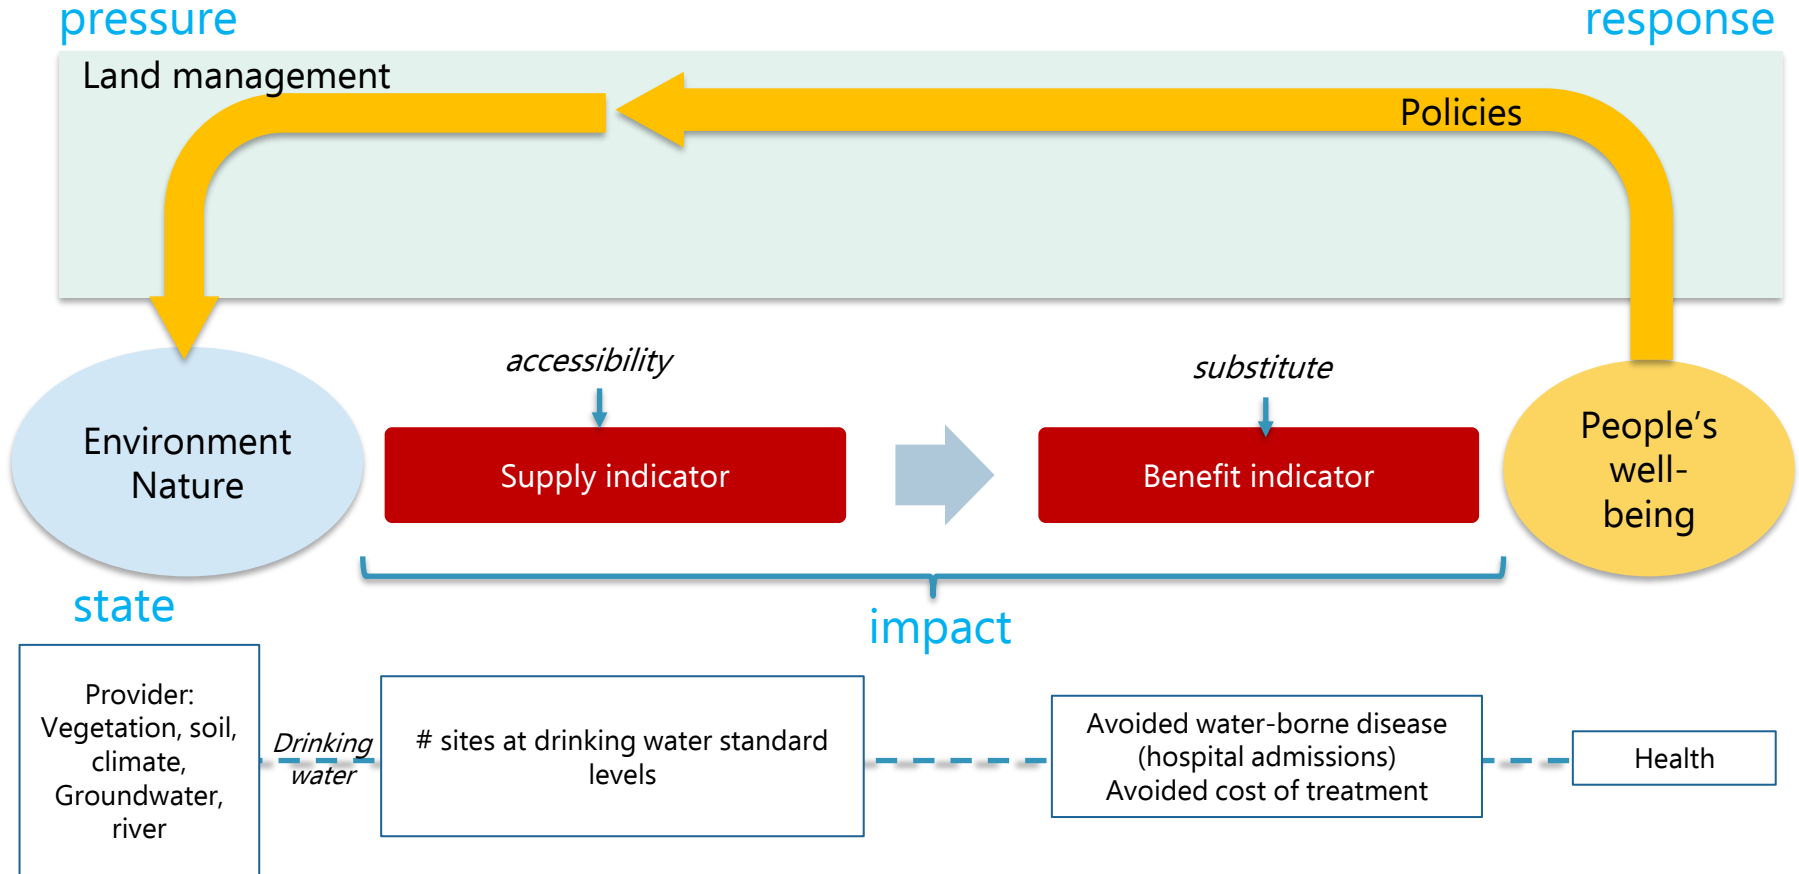 pressure
response
Land management
Policies
accessibility
substitute
Environment
Nature
Supply indicator
Benefit indicator
People’s
well-
being
state
impact
Provider:
Vegetation, soil,
climate,
Groundwater,
river
Drinking
water
# sites at drinking water standard
levels
Avoided water-borne disease
(hospital admissions)
Avoided cost of treatment
Health